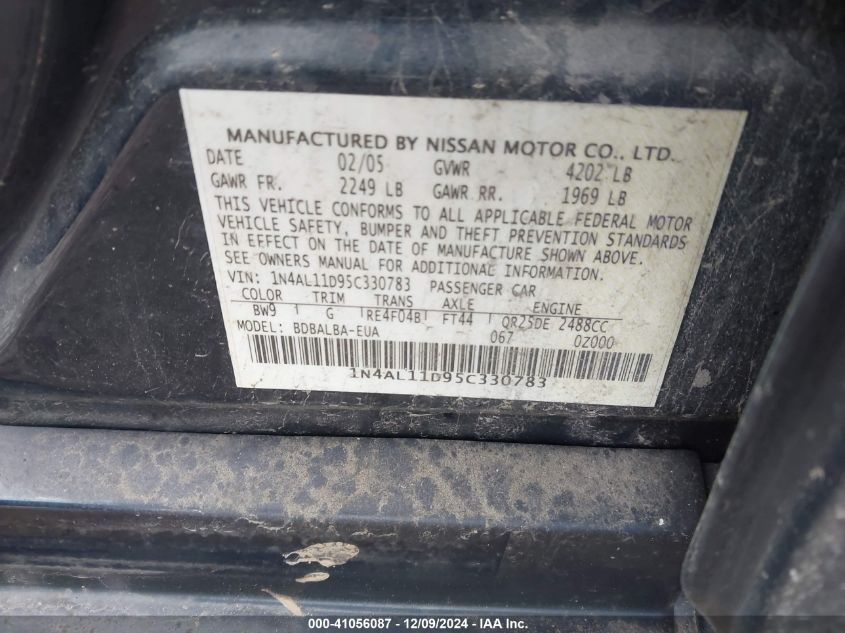 MANUFACTURED BY NISSAN MOTOR CO., LTD.
DATE 02/05 GVWR 4202 LB
GAWR FR. 2249 LB GAWR RR. 1969 LB
THIS VEHICLE CONFORMS TO ALL APPLICABLE FEDERAL MOTOR
VEHICLE SAFETY, BUMPER AND THEFT PREVENTION STANDARDS
IN EFFECT ON THE DATE OF MANUFACTURE SHOWN ABOVE.
SEE OWNERS MANUAL FOR ADDITIONAL INFORMATION.
VIN: 1N4AL11D95C330783 PASSENGER CAR
COLOR TRIM TRANS AXLE ENGINE
BW9 G RE4F04B FT44 QR25DE 2488CC
MODEL: BDBALBA-EUA 067 0Z000
1N4AL11D95C330783
000-41056087 - 12/09/2024 - IAA Inc.